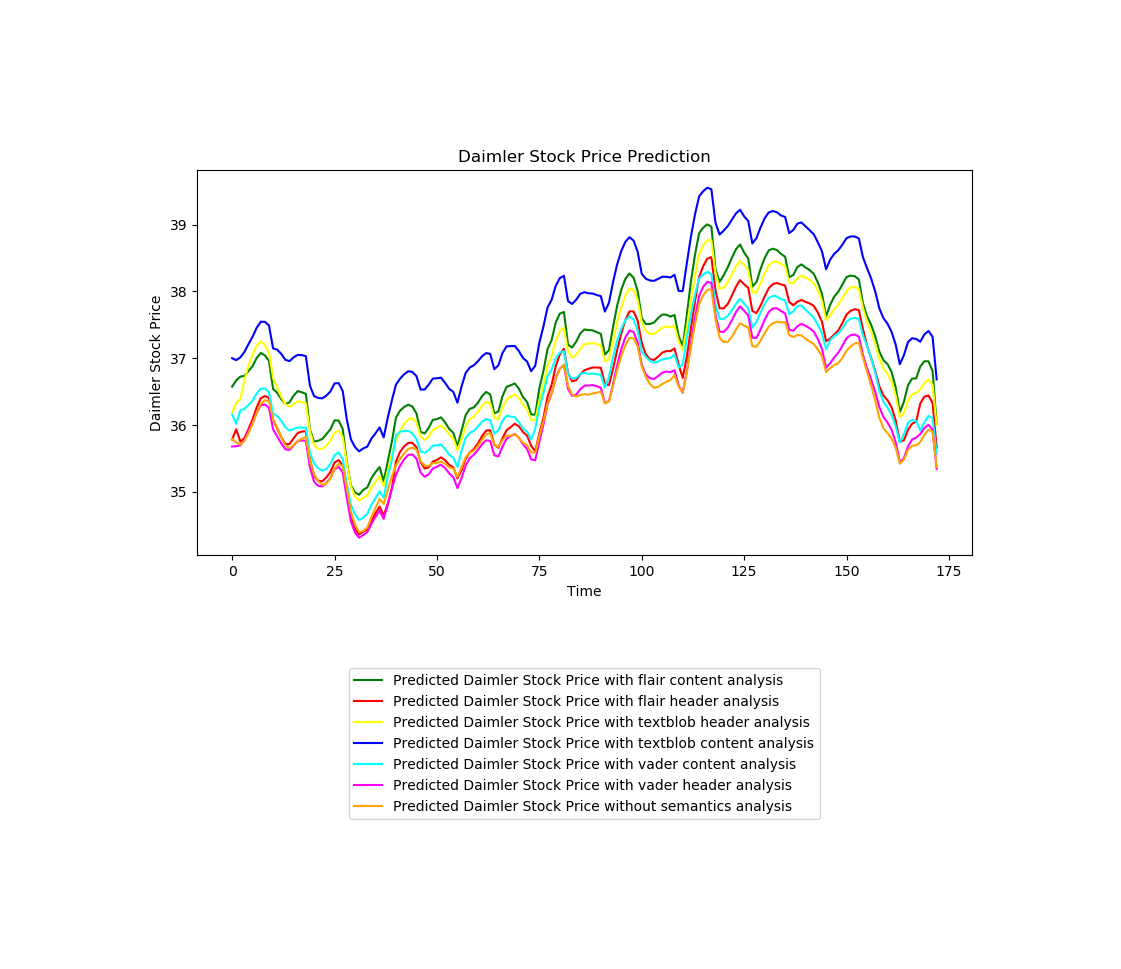 Daimler Stock Price Prediction
39
38
37
36
35
Daimler Stock Price
0 25 50 75 100 125 150 175
Time
Predicted Daimler Stock Price with flair content analysis
Predicted Daimler Stock Price with flair header analysis
Predicted Daimler Stock Price with textblob header analysis
Predicted Daimler Stock Price with textblob content analysis
Predicted Daimler Stock Price with vader content analysis
Predicted Daimler Stock Price with vader header analysis
Predicted Daimler Stock Price without semantics analysis